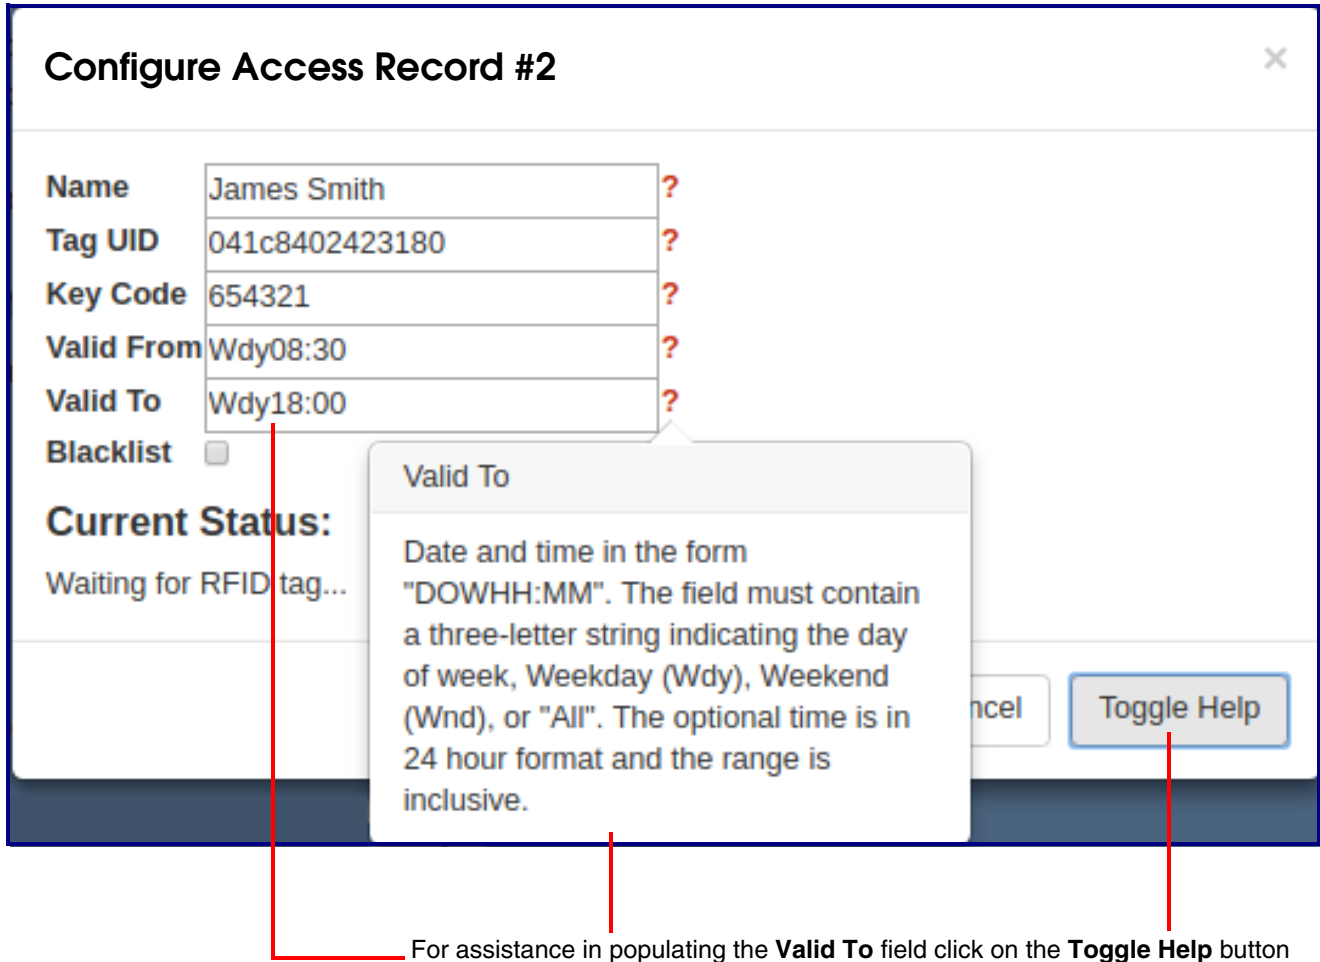 Configure Access Record #2
×
Name James Smith ?
Tag UID 041c8402423180 ?
Key Code 654321 ?
Valid From Wdy08:30 ?
Valid To Wdy18:00 ?
Blacklist
Current Status:
Waiting for RFID tag...
Valid To
Date and time in the form
"DOWHH:MM". The field must contain
a three-letter string indicating the day
of week, Weekday (Wdy), Weekend
(Wnd), or "All". The optional time is in
24 hour format and the range is
inclusive.
ncel
Toggle Help
For assistance in populating the Valid To field click on the Toggle Help button